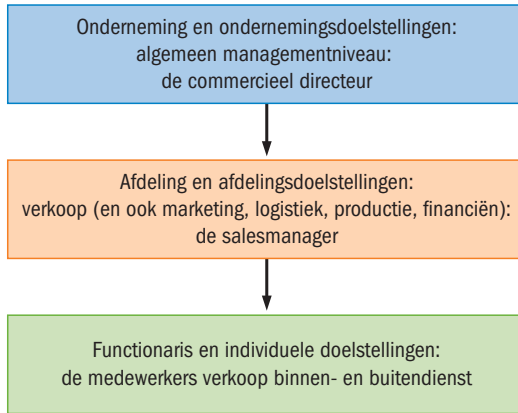 Onderneming en ondernemingsdoelstellingen:
algemeen managementniveau:
de commercieel directeur
Afdeling en afdelingsdoelstellingen:
verkoop (en ook marketing, logistiek, productie, financiën):
de salesmanager
Functionaris en individuele doelstellingen:
de medewerkers verkoop binnen- en buitendienst